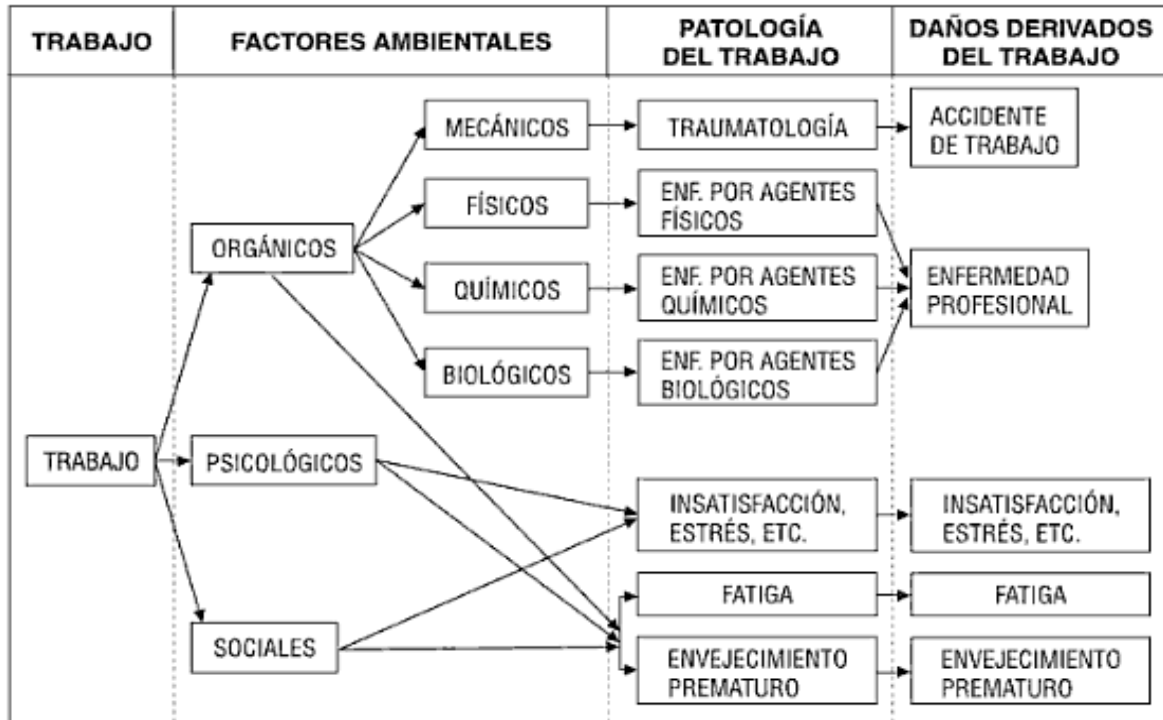 TRABAJO
FACTORES AMBIENTALES
PATOLOGÍA
DEL TRABAJO
DAÑOS DERIVADOS
DEL TRABAJO
MECÁNICOS
TRAUMATOLOGÍA
ACCIDENTE
DE TRABAJO
FÍSICOS
ENF. POR AGENTES
FÍSICOS
ORGÁNICOS
QUÍMICOS
ENF. POR AGENTES
QUÍMICOS
ENFERMEDAD
PROFESIONAL
BIOLÓGICOS
ENF. POR AGENTES
BIOLÓGICOS
TRABAJO
PSICOLÓGICOS
INSATISFACCIÓN,
ESTRÉS, ETC.
INSATISFACCIÓN,
ESTRÉS, ETC.
FATIGA
FATIGA
SOCIALES
ENVEJECIMIENTO
PREMATURO
ENVEJECIMIENTO
PREMATURO